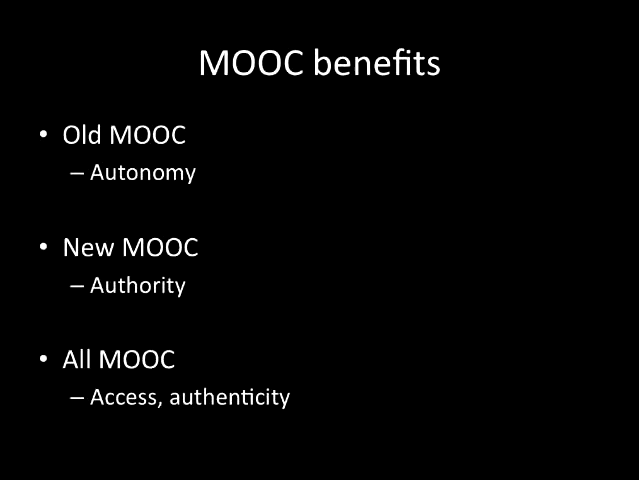 MOOC benefits
• Old MOOC
– Autonomy
• New MOOC
– Authority
• All MOOC
– Access, authenticity